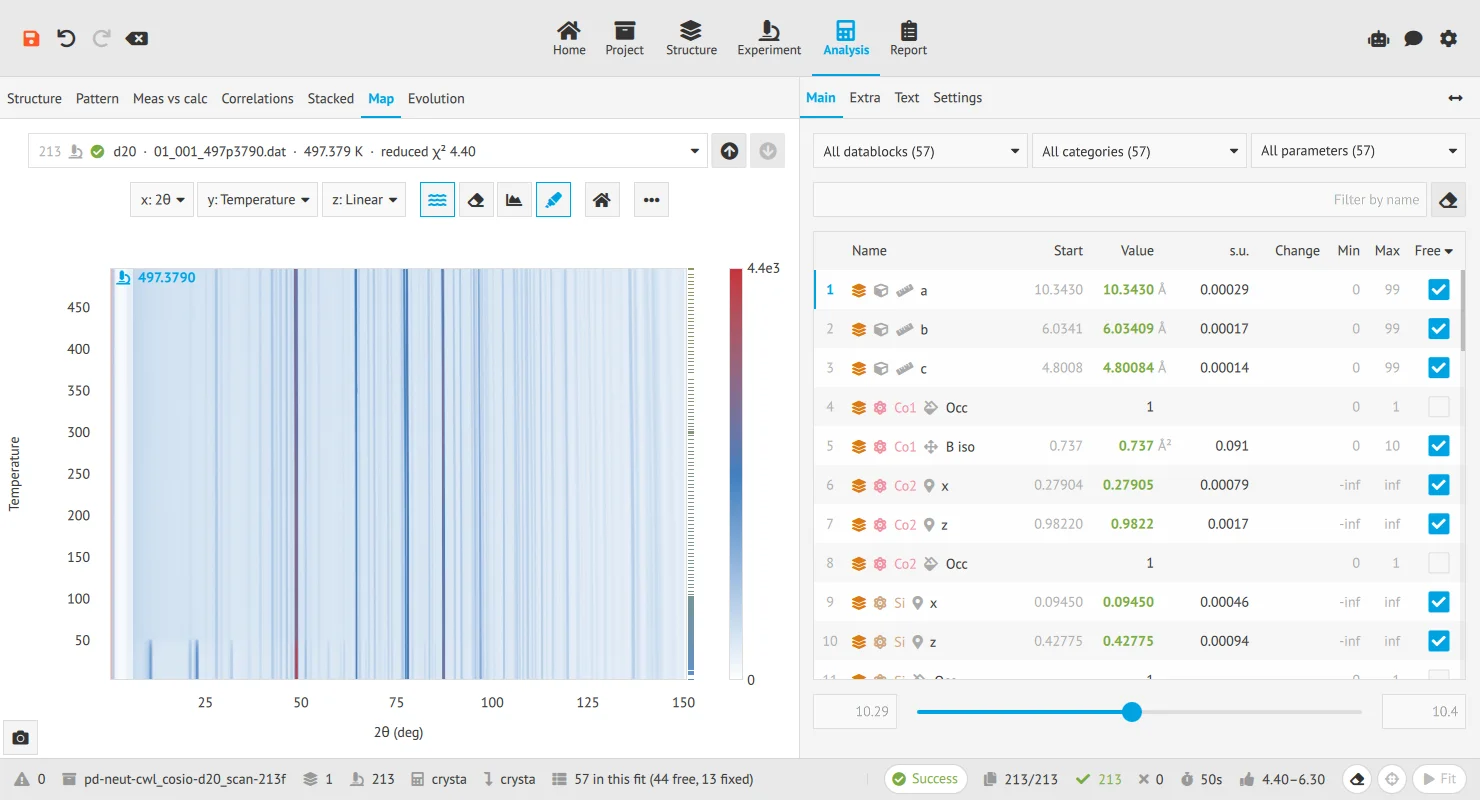 Home
Project
Structure
Experiment
Analysis
Report
Structure
Pattern
Meas vs calc
Correlations
Stacked
Map
Evolution
213 d20 · 01_001_497p3790.dat · 497.379 K · reduced χ² 4.40
x: 2θ
y: Temperature
z: Linear
497.3790
450
400
350
300
250
200
150
100
50
Temperature
25
50
75
100
125
150
2θ (deg)
4.4e3
0
Main
Extra
Text
Settings
All datablocks (57)
All categories (57)
All parameters (57)
Filter by name
Name Start Value s.u. Change Min Max Free
1 a 10.3430 10.3430 Å 0.00029 0 99
2 b 6.0341 6.03409 Å 0.00017 0 99
3 c 4.8008 4.80084 Å 0.00014 0 99
4 Co1 Occ 1 0 1
5 Co1 B iso 0.737 0.737 Å² 0.091 0 10
6 Co2 x 0.27904 0.27905 0.00079 -inf inf
7 Co2 z 0.98220 0.9822 0.0017 -inf inf
8 Co2 Occ 1 0 1
9 Si x 0.09450 0.09450 0.00046 -inf inf
10 Si z 0.42775 0.42775 0.00094 -inf inf
11 Si Occ 1 0 1
10.29
10.4
0
pd-neut-cwl_cosio-d20_scan-213f
1
213
crysta
crysta
57 in this fit (44 free, 13 fixed)
Success
213/213
213
0
50s
4.40–6.30
Fit